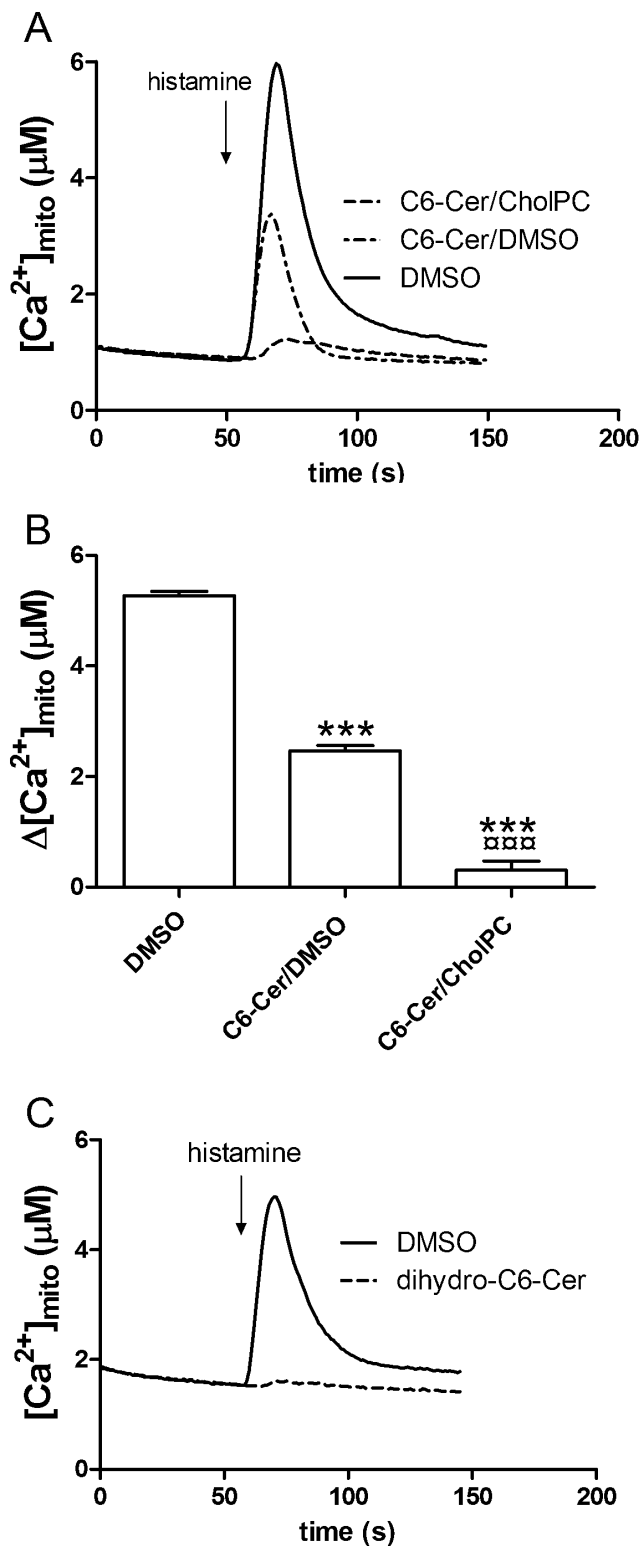 A
[Ca2+]mito (μM)
6
4
2
0
histamine
C6-Cer/CholPC
C6-Cer/DMSO
DMSO
0 50 100 150 200
time (s)
B
Δ[Ca2+]mito (μM)
6
4
2
0
***
***
¤¤¤
DMSO
C6-Cer/DMSO
C6-Cer/CholPC
C
[Ca2+]mito (μM)
6
4
2
0
histamine
DMSO
dihydro-C6-Cer
0 50 100 150 200
time (s)